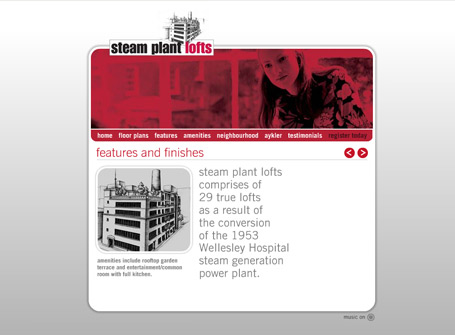 steam plant lofts
home floor plans features amenities neighbourhood aykler testimonials register today
features and finishes
steam plant lofts
comprises of
29 true lofts
as a result of
the conversion
of the 1953
Wellesley Hospital
steam generation
power plant.
amenities include rooftop garden
terrace and entertainment/common
room with full kitchen.
music on